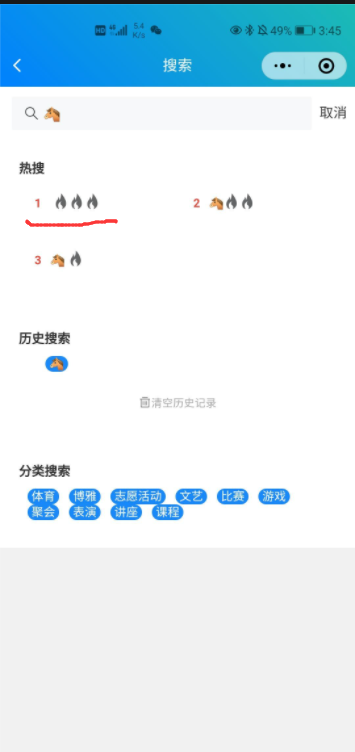 HD 4G 5.4 K/s 49% 3:45
搜索
🐴 取消
热搜
1 2 🐴
3 🐴
历史搜索
🐴
清空历史记录
分类搜索
体育 博雅 志愿活动 文艺 比赛 游戏
聚会 表演 讲座 课程